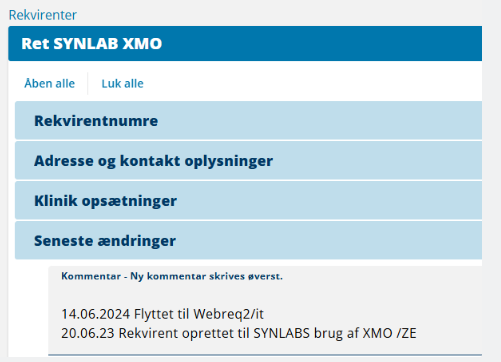 Rekvirenter
Ret SYNLAB XMO
Åben alle
Luk alle
Rekvirentnumre
Adresse og kontakt oplysninger
Klinik opsætninger
Seneste ændringer
Kommentar - Ny kommentar skrives øverst.
14.06.2024 Flyttet til Webreq2/it
20.06.23 Rekvirent oprettet til SYNLABS brug af XMO /ZE